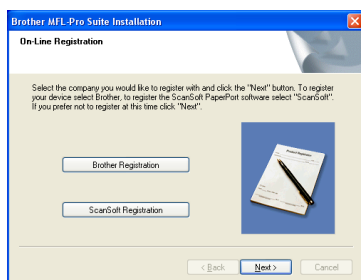 Brother MFL-Pro Suite Installation
On-Line Registration
Select the company you would like to register with and click the "Next" button. To register
your device select Brother, to register the ScanSoft PaperPort software select "ScanSoft".
If you prefer not to register at this time click "Next".
Product Registration
Brother Registration
ScanSoft Registration
< Back
Next >
Cancel